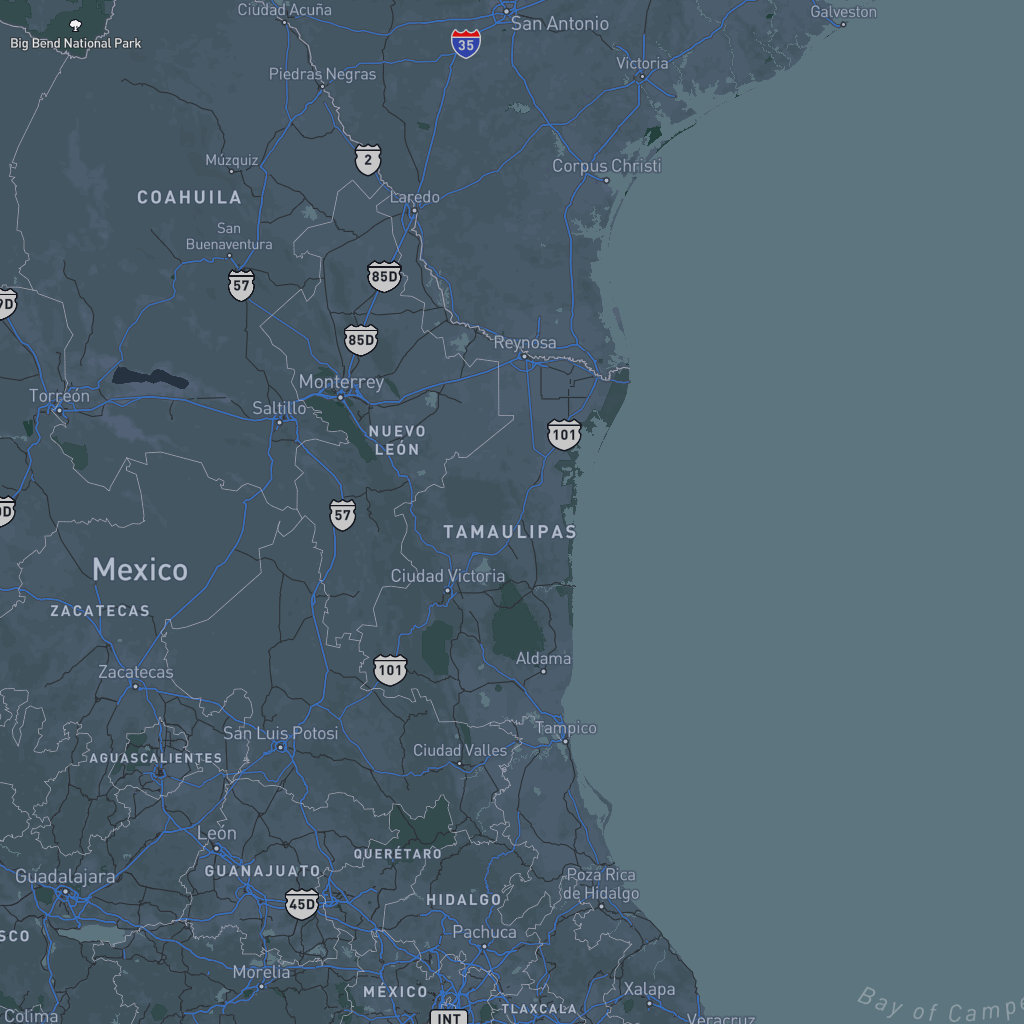 Ciudad Acuña
Galveston
San Antonio
Big Bend National Park
35
Victoria
Piedras Negras
2
Múzquiz
Corpus Christi
COAHUILA
Laredo
San
Buenaventura
85D
57
85D
Reynosa
Monterrey
Torreón
Saltillo
NUEVO
LEÓN
101
57
TAMAULIPAS
Mexico
Ciudad Victoria
ZACATECAS
Aldama
101
Zacatecas
San Luis Potosi
Tampico
Ciudad Valles
AGUASCALIENTES
León
QUERÉTARO
GUANAJUATO
Guadalajara
Poza Rica
de Hidalgo
HIDALGO
45D
Pachuca
Morelia
MÉXICO
Xalapa
Bay of Campe
TLAXCALA
Colima
INT
Veracruz